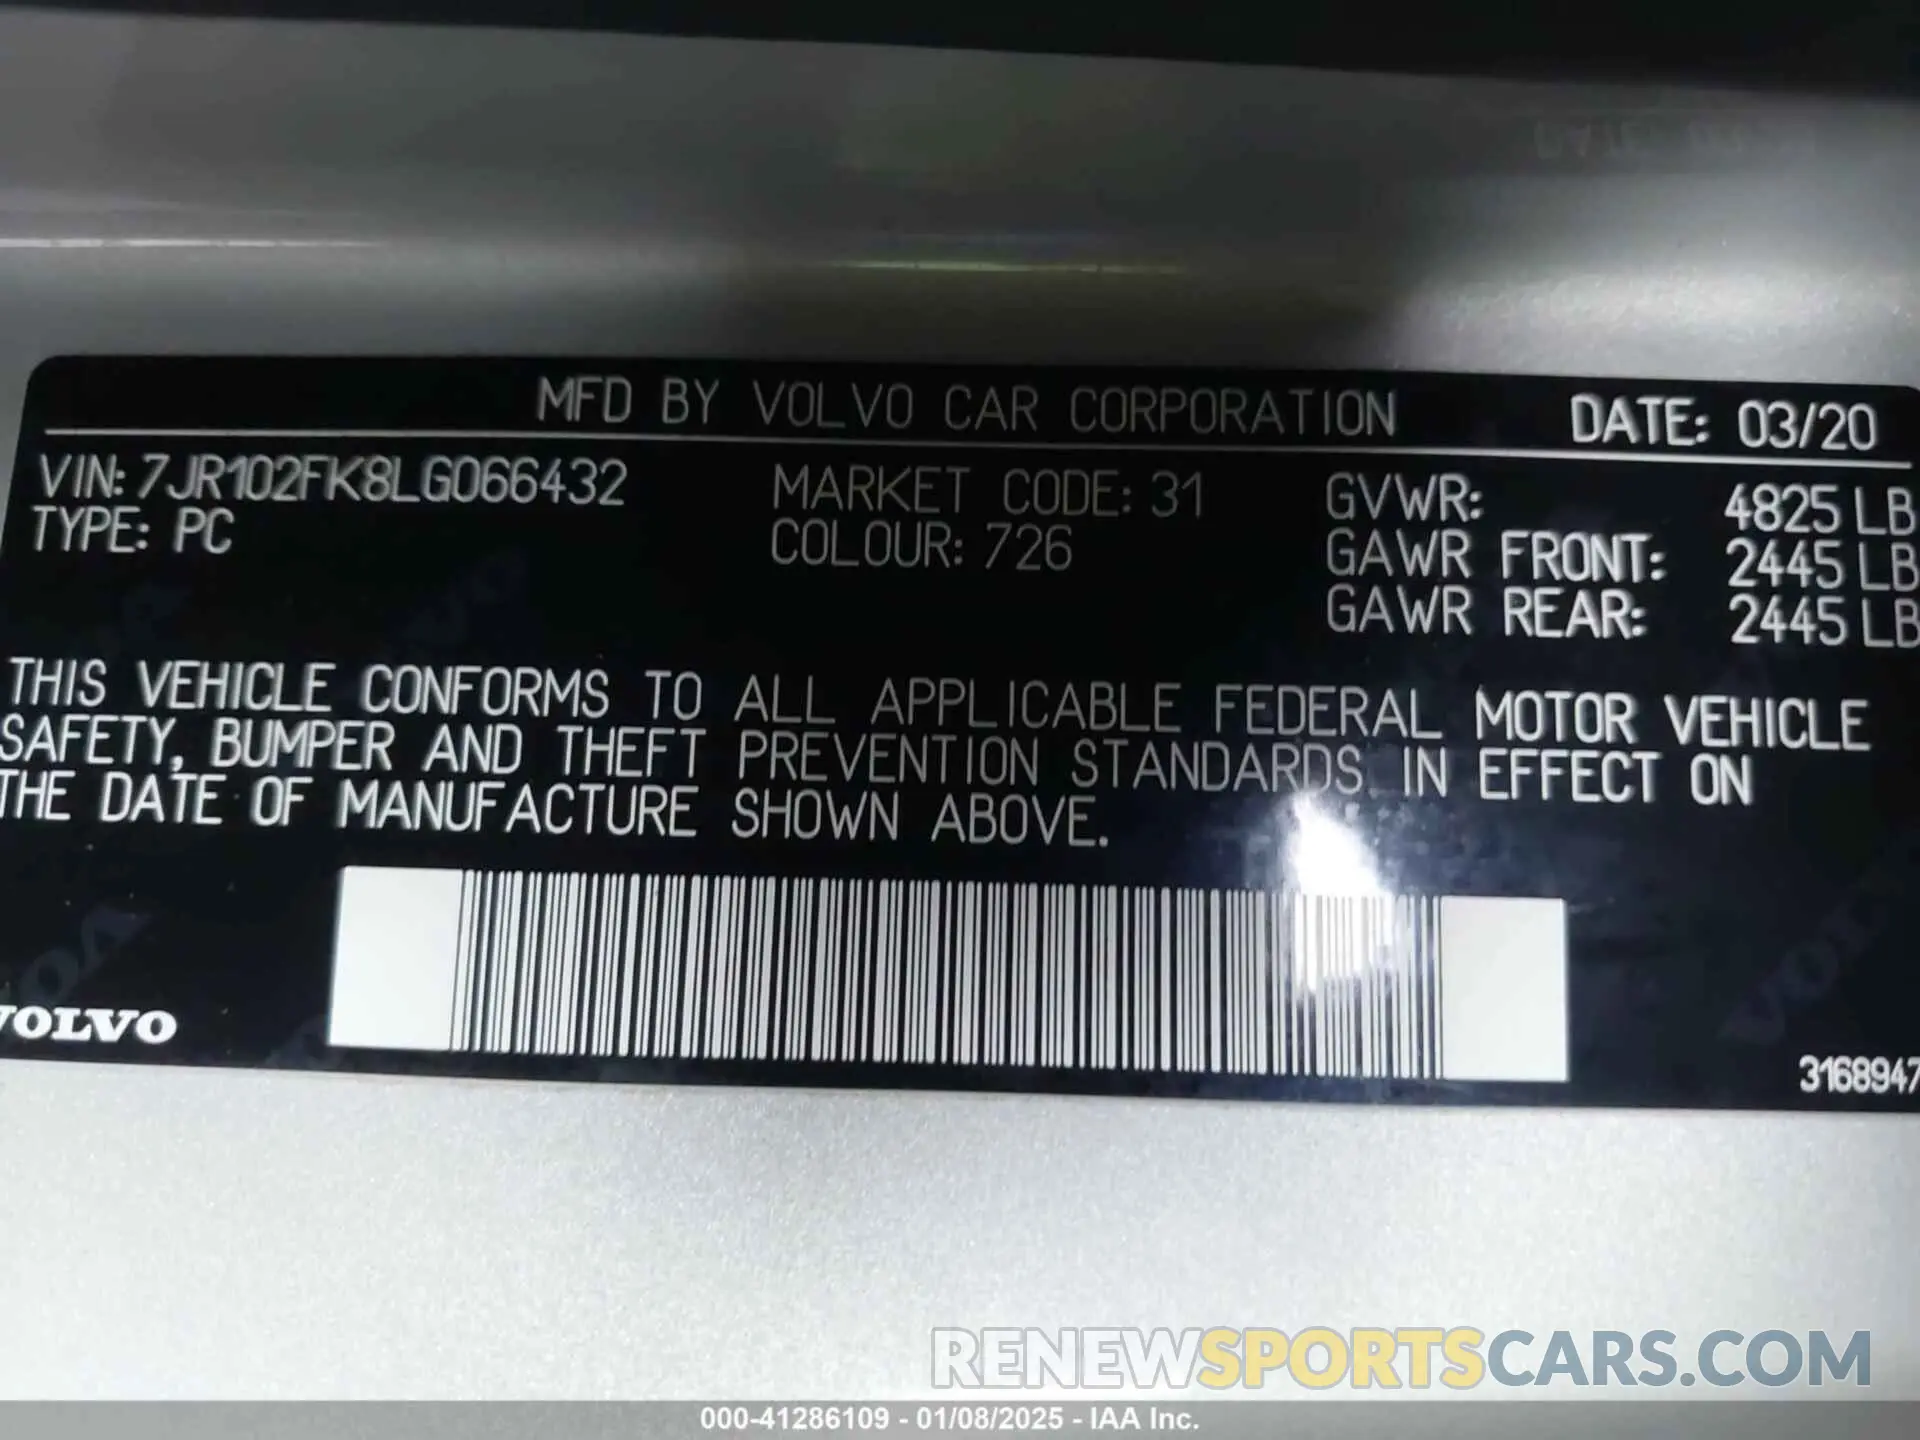 MFD BY VOLVO CAR CORPORATION DATE: 03/20
VIN: 7JR102FK8LG066432 MARKET CODE: 31 GVWR: 4825 LB
TYPE: PC COLOUR: 726 GAWR FRONT: 2445 LB
GAWR REAR: 2445 LB
THIS VEHICLE CONFORMS TO ALL APPLICABLE FEDERAL MOTOR VEHICLE
SAFETY, BUMPER AND THEFT PREVENTION STANDARDS IN EFFECT ON
THE DATE OF MANUFACTURE SHOWN ABOVE.
VOLVO
3168947
RENEWSPORTSCARS.COM
000-41286109 - 01/08/2025 - IAA Inc.